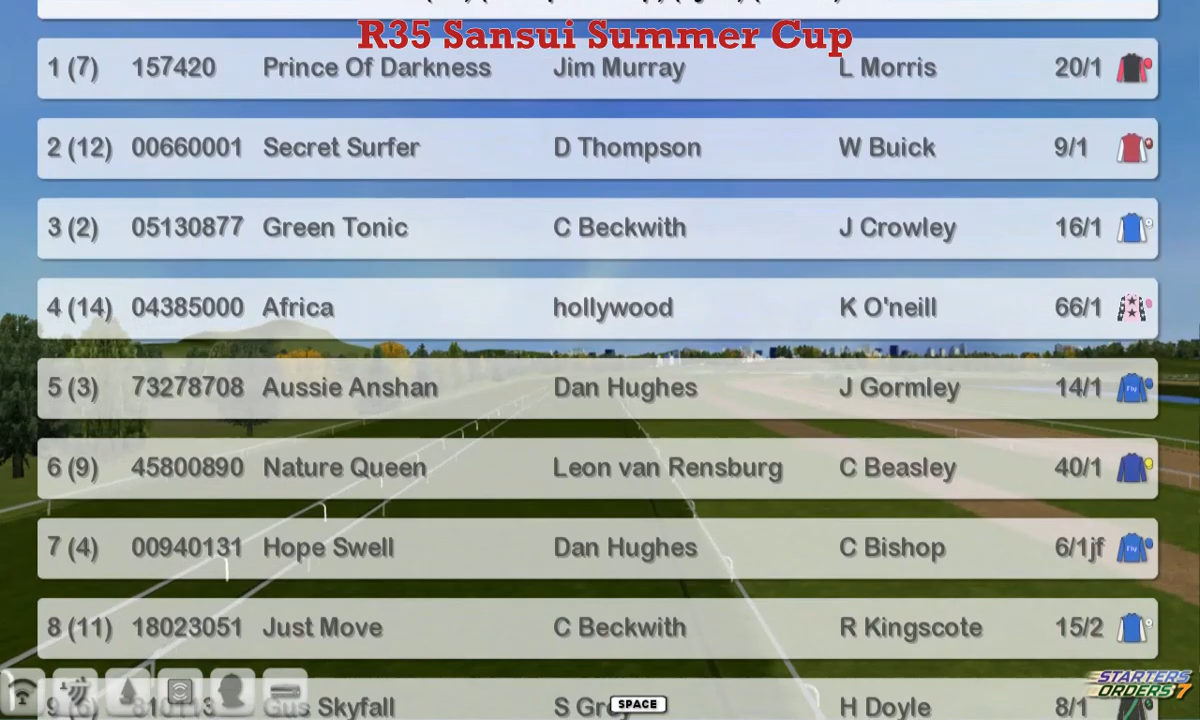 R35 Sansui Summer Cup
1 (7) 157420 Prince Of Darkness Jim Murray L Morris 20/1
2 (12) 00660001 Secret Surfer D Thompson W Buick 9/1
3 (2) 05130877 Green Tonic C Beckwith J Crowley 16/1
4 (14) 04385000 Africa hollywood K O'neill 66/1
5 (3) 73278708 Aussie Anshan Dan Hughes J Gormley 14/1
6 (9) 45800890 Nature Queen Leon van Rensburg C Beasley 40/1
7 (4) 00940131 Hope Swell Dan Hughes C Bishop 6/1jf
8 (11) 18023051 Just Move C Beckwith R Kingscote 15/2
9 (6) Gus Skyfall H Doyle 8/1
SPACE
STARTERS
ORDERS 7